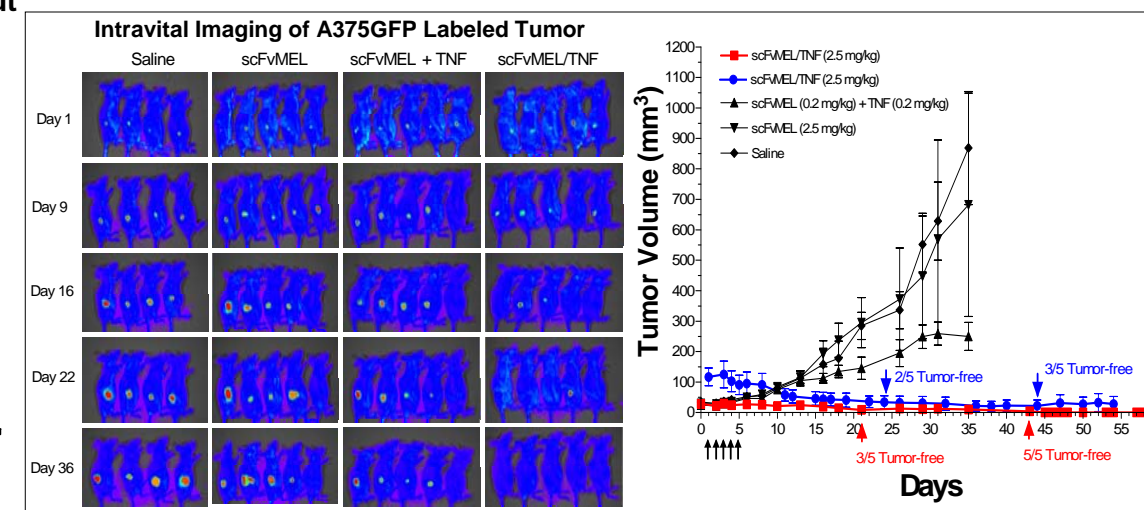 Intravital Imaging of A375GFP Labeled Tumor
Saline scFvMEL scFvMEL + TNF scFvMEL/TNF
Day 1
Day 9
Day 16
Day 22
Day 36
Tumor Volume (mm³)
1200
1100
1000
900
800
700
600
500
400
300
200
100
0
scFvMEL/TNF (2.5 mg/kg)
scFvMEL/TNF (2.5 mg/kg)
scFvMEL (0.2 mg/kg) + TNF (0.2 mg/kg)
scFvMEL (2.5 mg/kg)
Saline
2/5 Tumor-free
3/5 Tumor-free
0 5 10 15 20 25 30 35 40 45 50 55
3/5 Tumor-free
5/5 Tumor-free
Days